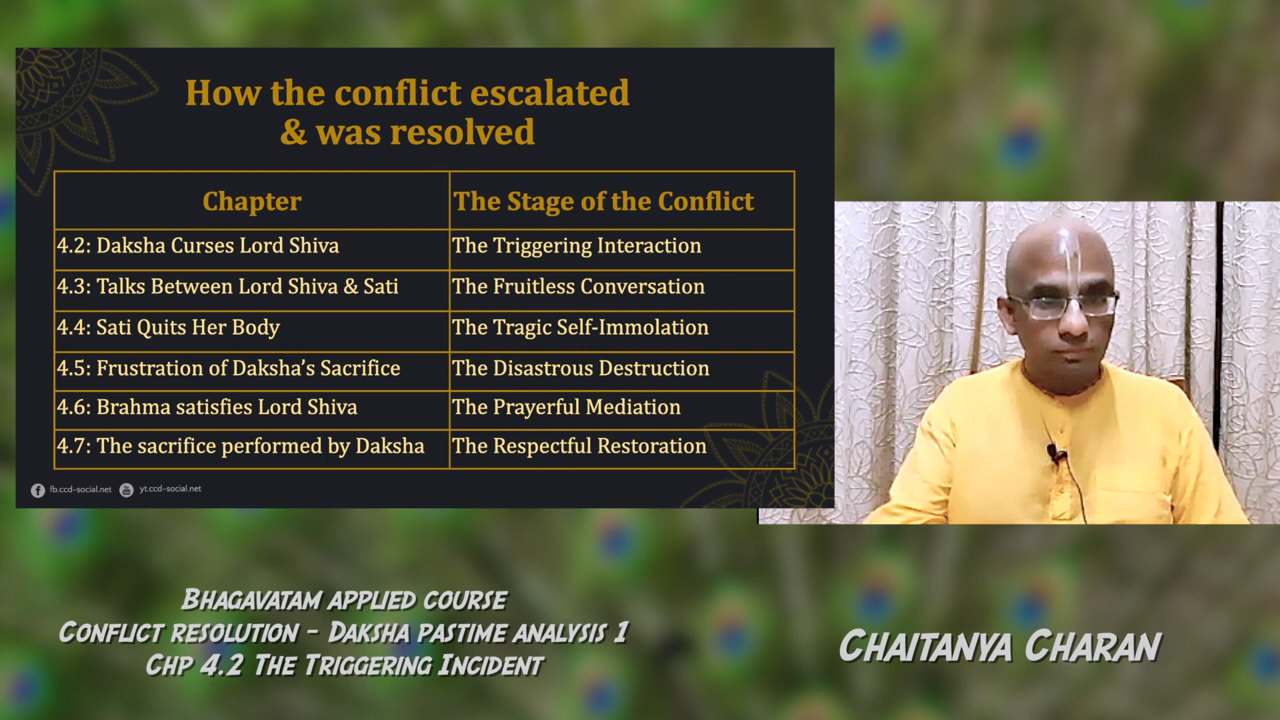 How the conflict escalated
& was resolved
Chapter The Stage of the Conflict
4.2: Daksha Curses Lord Shiva The Triggering Interaction
4.3: Talks Between Lord Shiva & Sati The Fruitless Conversation
4.4: Sati Quits Her Body The Tragic Self-Immolation
4.5: Frustration of Daksha’s Sacrifice The Disastrous Destruction
4.6: Brahma satisfies Lord Shiva The Prayerful Mediation
4.7: The sacrifice performed by Daksha The Respectful Restoration
fb.ccd-social.net yt.ccd-social.net
Bhagavatam applied course
Conflict resolution - Daksha pastime analysis 1
Chp 4.2 The Triggering Incident
Chaitanya Charan